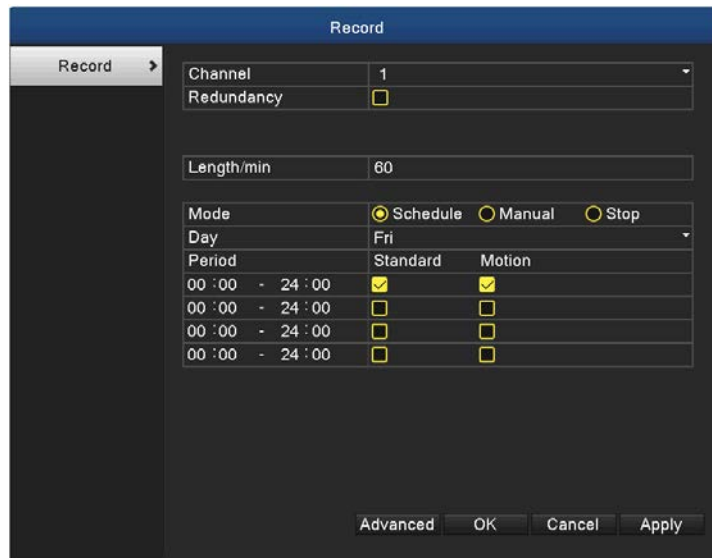 Record
Record
Channel 1
Redundancy
Length/min 60
Mode Schedule Manual Stop
Day Fri
Period Standard Motion
00:00 - 24:00
00:00 - 24:00
00:00 - 24:00
00:00 - 24:00
Advanced OK Cancel Apply